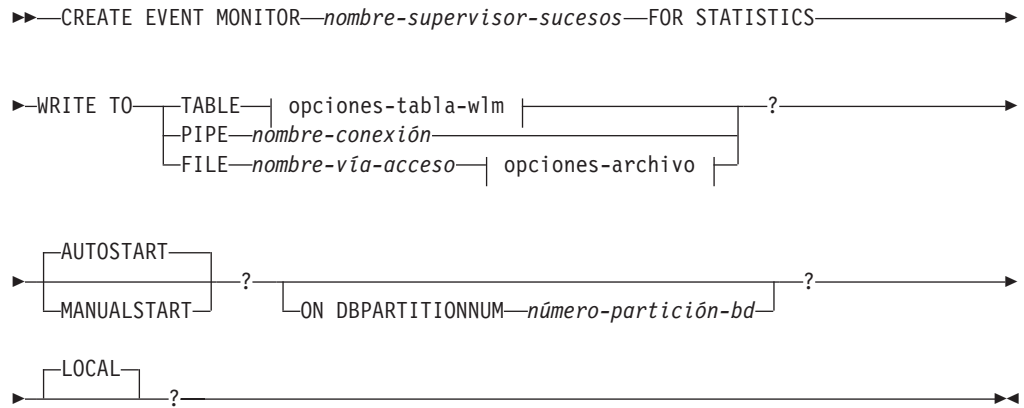 CREATE EVENT MONITOR nombre-supervisor-sucesos FOR STATISTICS
WRITE TO TABLE opciones-tabla-wlm ?
PIPE nombre-conexión
FILE nombre-vía-acceso opciones-archivo
AUTOSTART
? ?
MANUALSTART ON DBPARTITIONNUM número-partición-bd
LOCAL
?